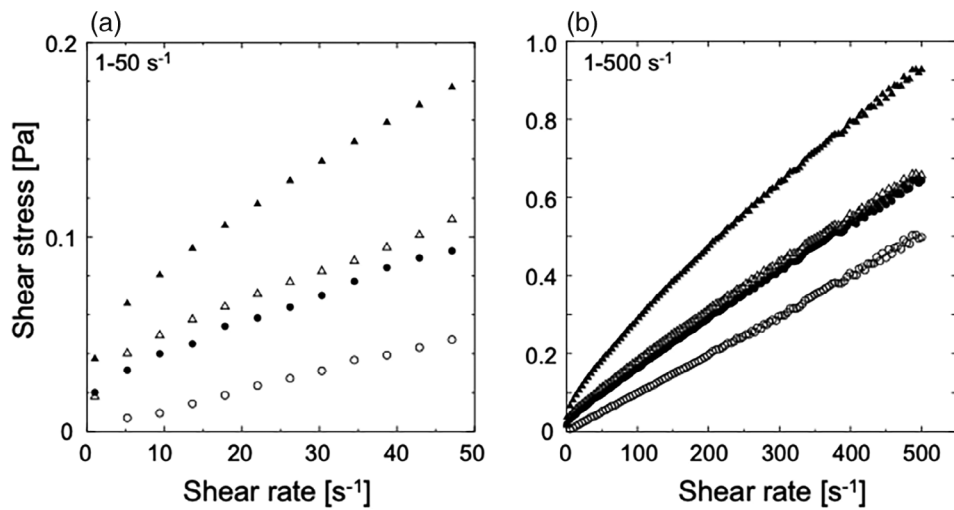 (a)
1-50 s⁻¹
0.2
0.1
0
0 10 20 30 40 50
Shear stress [Pa]
Shear rate [s⁻¹]
(b)
1-500 s⁻¹
1.0
0.8
0.6
0.4
0.2
0
0 100 200 300 400 500
Shear rate [s⁻¹]